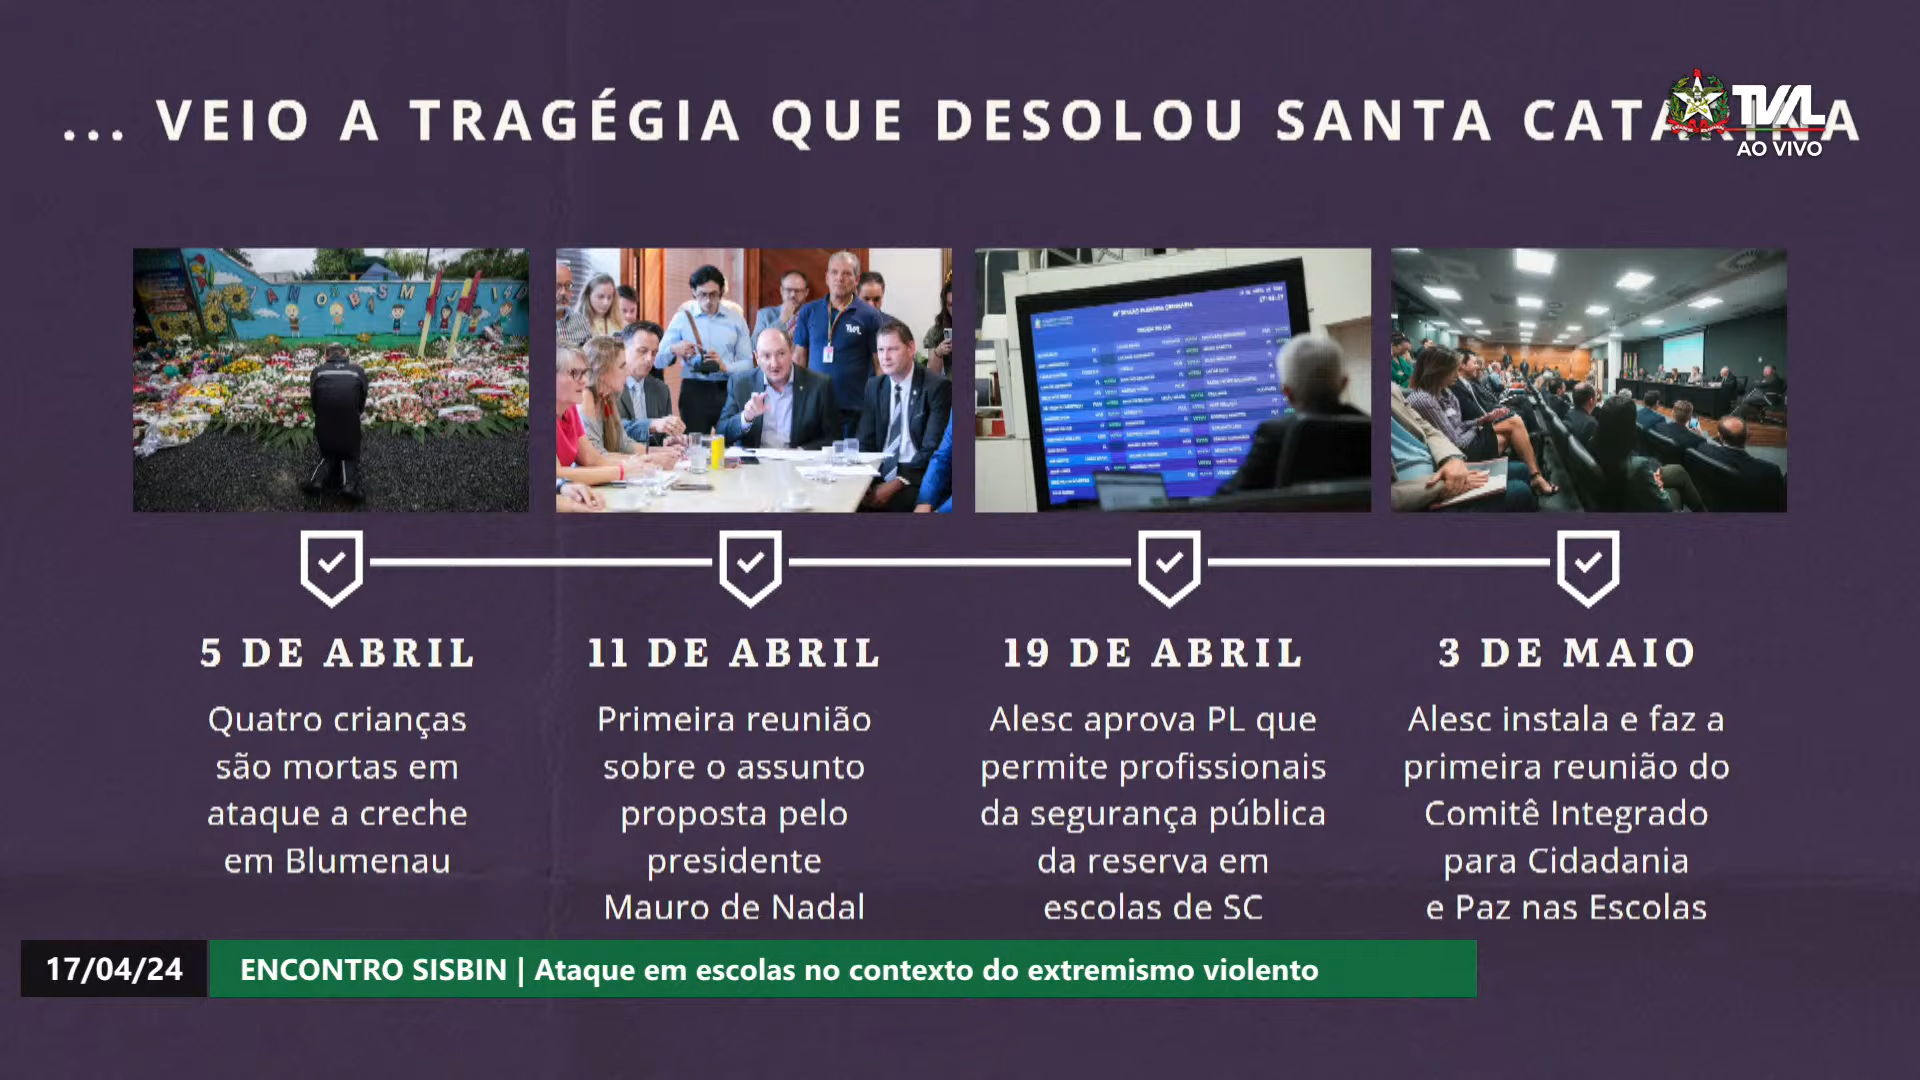 ... VEIO A TRAGÉGIA QUE DESOLOU SANTA CATARINA
TVAL
AO VIVO
5 DE ABRIL
Quatro crianças
são mortas em
ataque a creche
em Blumenau
11 DE ABRIL
Primeira reunião
sobre o assunto
proposta pelo
presidente
Mauro de Nadal
19 DE ABRIL
Alesc aprova PL que
permite profissionais
da segurança pública
da reserva em
escolas de SC
3 DE MAIO
Alesc instala e faz a
primeira reunião do
Comitê Integrado
para Cidadania
e Paz nas Escolas
17/04/24
ENCONTRO SISBIN | Ataque em escolas no contexto do extremismo violento